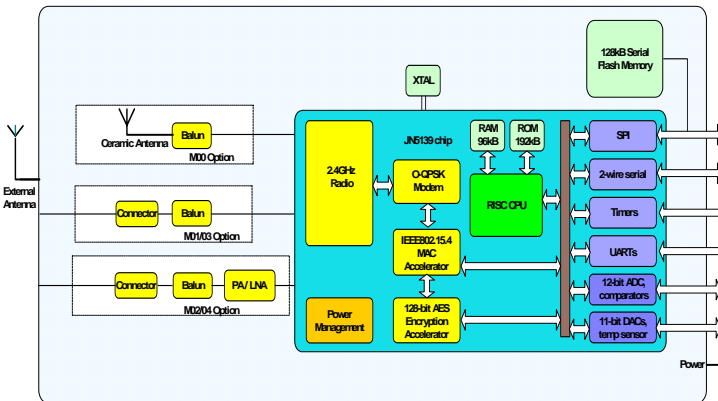 128kB Serial
Flash Memory
XTAL
Ceramic Antenna
Balun
M00 Option
External
Antenna
Connector
Balun
M01/03 Option
Connector
Balun
PA/ LNA
M02/04 Option
JN5139 chip
2.4GHz
Radio
O-QPSK
Modem
IEEE802.15.4
MAC
Accelerator
128-bit AES
Encryption
Accelerator
Power
Management
RAM
96kB
ROM
192kB
RISC CPU
SPI
2-wire serial
Timers
UARTs
12-bit ADC,
comparators
11-bit DACs,
temp sensor
Power